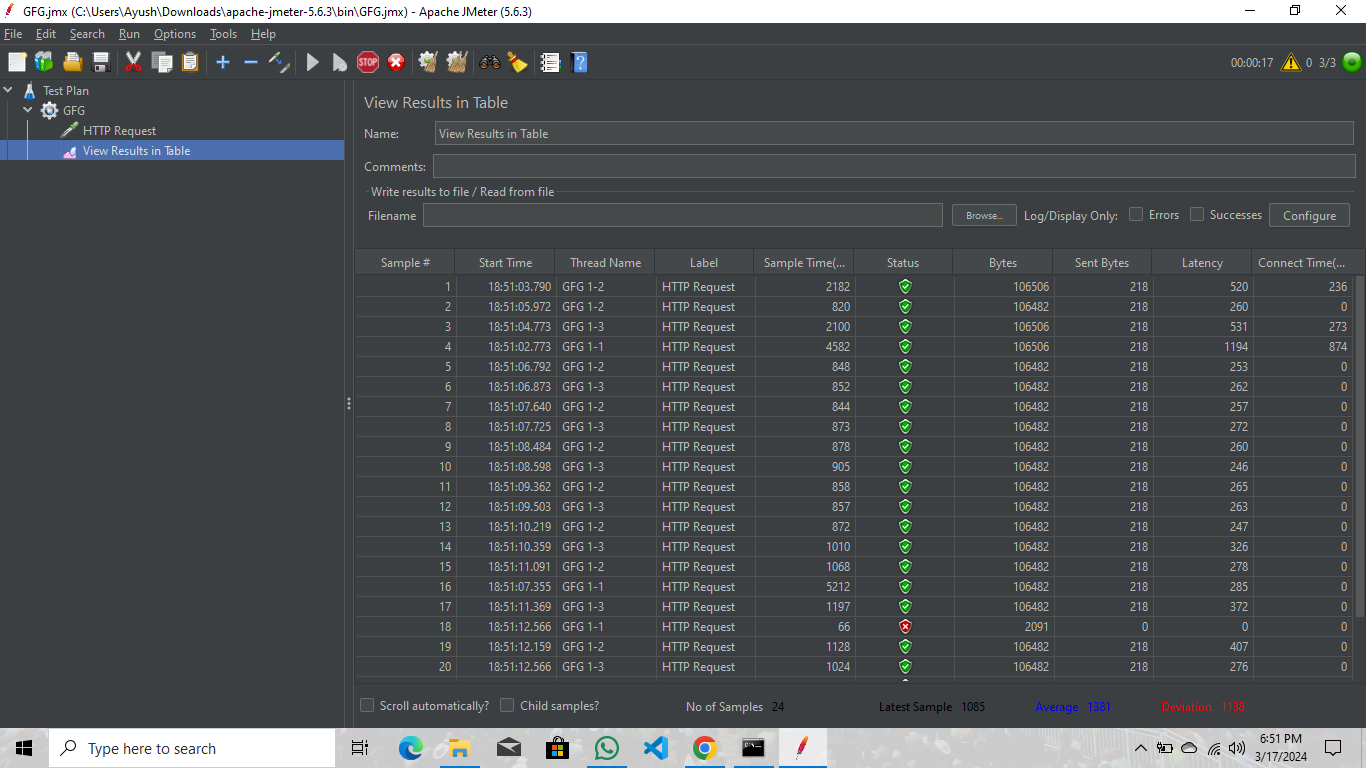 GFG.jmx (C:\Users\Ayush\Downloads\apache-jmeter-5.6.3\bin\GFG.jmx) - Apache JMeter (5.6.3)
File Edit Search Run Options Tools Help
STOP 00:00:17 0 3/3
Test Plan
GFG
HTTP Request
View Results in Table
View Results in Table
Name: View Results in Table
Comments:
Write results to file / Read from file
Filename Browse... Log/Display Only: Errors Successes Configure
Sample # Start Time Thread Name Label Sample Time(... Status Bytes Sent Bytes Latency Connect Time(...
1 18:51:03.790 GFG 1-2 HTTP Request 2182 106506 218 520 236
2 18:51:05.972 GFG 1-2 HTTP Request 820 106482 218 260 0
3 18:51:04.773 GFG 1-3 HTTP Request 2100 106506 218 531 273
4 18:51:02.773 GFG 1-1 HTTP Request 4582 106506 218 1194 874
5 18:51:06.792 GFG 1-2 HTTP Request 848 106482 218 253 0
6 18:51:06.873 GFG 1-3 HTTP Request 852 106482 218 262 0
7 18:51:07.640 GFG 1-2 HTTP Request 844 106482 218 257 0
8 18:51:07.725 GFG 1-3 HTTP Request 873 106482 218 272 0
9 18:51:08.484 GFG 1-2 HTTP Request 878 106482 218 260 0
10 18:51:08.598 GFG 1-3 HTTP Request 905 106482 218 246 0
11 18:51:09.362 GFG 1-2 HTTP Request 858 106482 218 265 0
12 18:51:09.503 GFG 1-3 HTTP Request 857 106482 218 263 0
13 18:51:10.219 GFG 1-2 HTTP Request 872 106482 218 247 0
14 18:51:10.359 GFG 1-3 HTTP Request 1010 106482 218 326 0
15 18:51:11.091 GFG 1-2 HTTP Request 1068 106482 218 278 0
16 18:51:07.355 GFG 1-1 HTTP Request 5212 106482 218 285 0
17 18:51:11.369 GFG 1-3 HTTP Request 1197 106482 218 372 0
18 18:51:12.566 GFG 1-1 HTTP Request 66 2091 0 0 0
19 18:51:12.159 GFG 1-2 HTTP Request 1128 106482 218 407 0
20 18:51:12.566 GFG 1-3 HTTP Request 1024 106482 218 276 0
Scroll automatically? Child samples? No of Samples 24 Latest Sample 1085 Average 1381 Deviation 1138
Type here to search
6:51 PM
3/17/2024